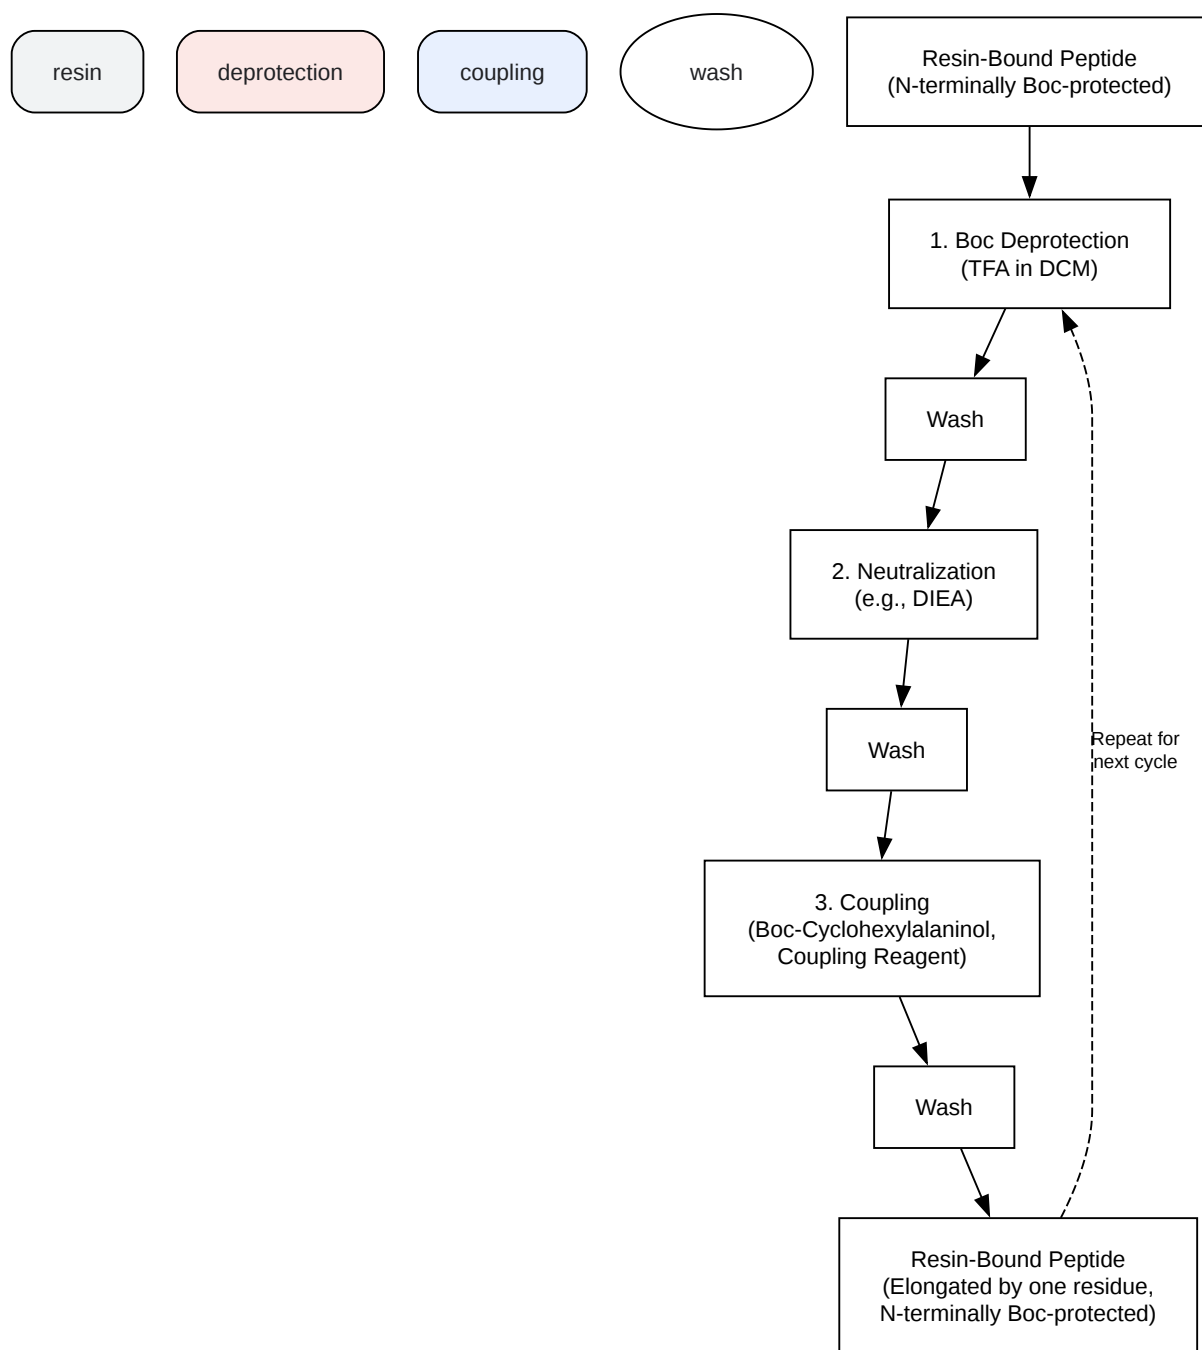 resin
deprotection
coupling
wash
Resin-Bound Peptide
(N-terminally Boc-protected)
1. Boc Deprotection
(TFA in DCM)
Wash
2. Neutralization
(e.g., DIEA)
Wash
Repeat for
next cycle
3. Coupling
(Boc-Cyclohexylalaninol,
Coupling Reagent)
Wash
Resin-Bound Peptide
(Elongated by one residue,
N-terminally Boc-protected)